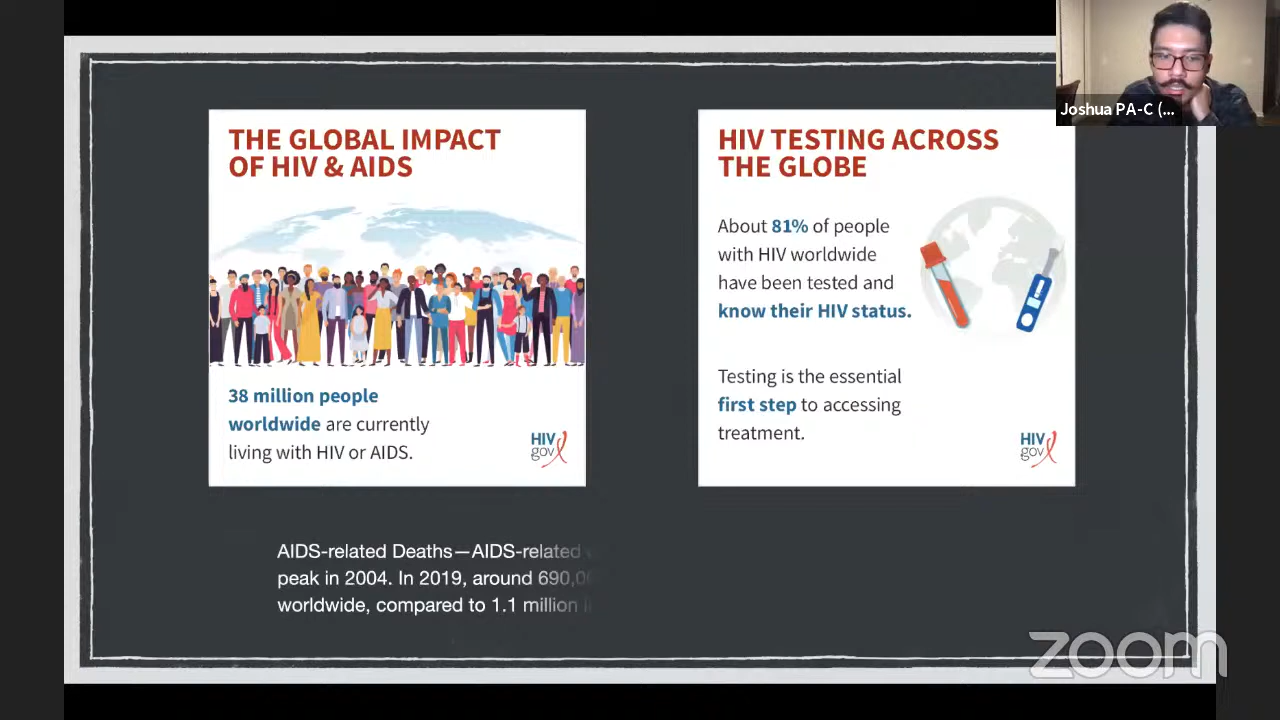 THE GLOBAL IMPACT
OF HIV & AIDS
38 million people
worldwide are currently
living with HIV or AIDS.
HIV
gov
HIV TESTING ACROSS
THE GLOBE
About 81% of people
with HIV worldwide
have been tested and
know their HIV status.
Testing is the essential
first step to accessing
treatment.
HIV
gov
AIDS-related Deaths—AIDS-related
peak in 2004. In 2019, around
worldwide, compared to 1.1 million
Joshua PA-C (...
zoom